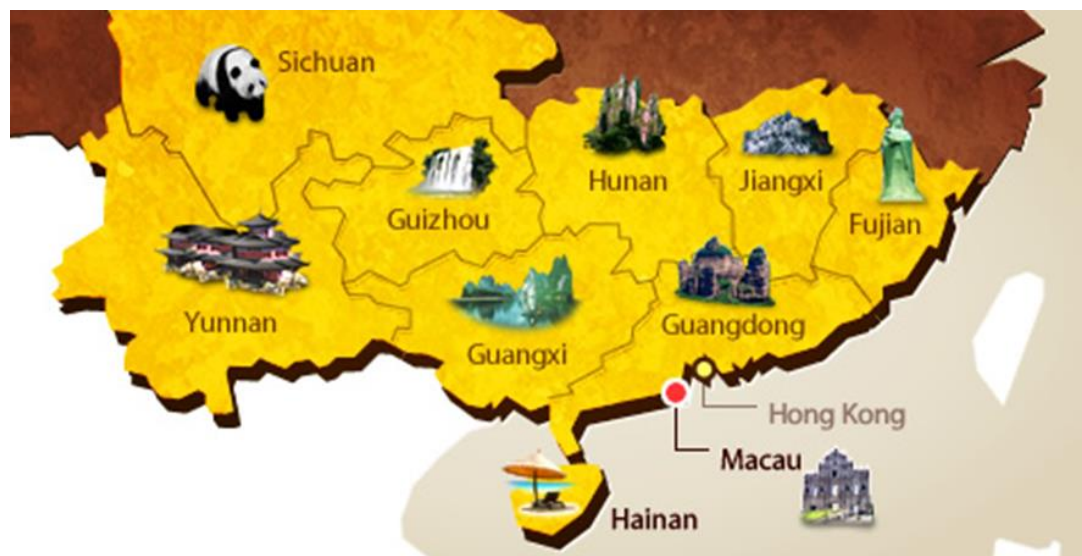 Sichuan
Hunan
Jiangxi
Guizhou
Fujian
Yunnan
Guangdong
Guangxi
Hong Kong
Macau
Hainan